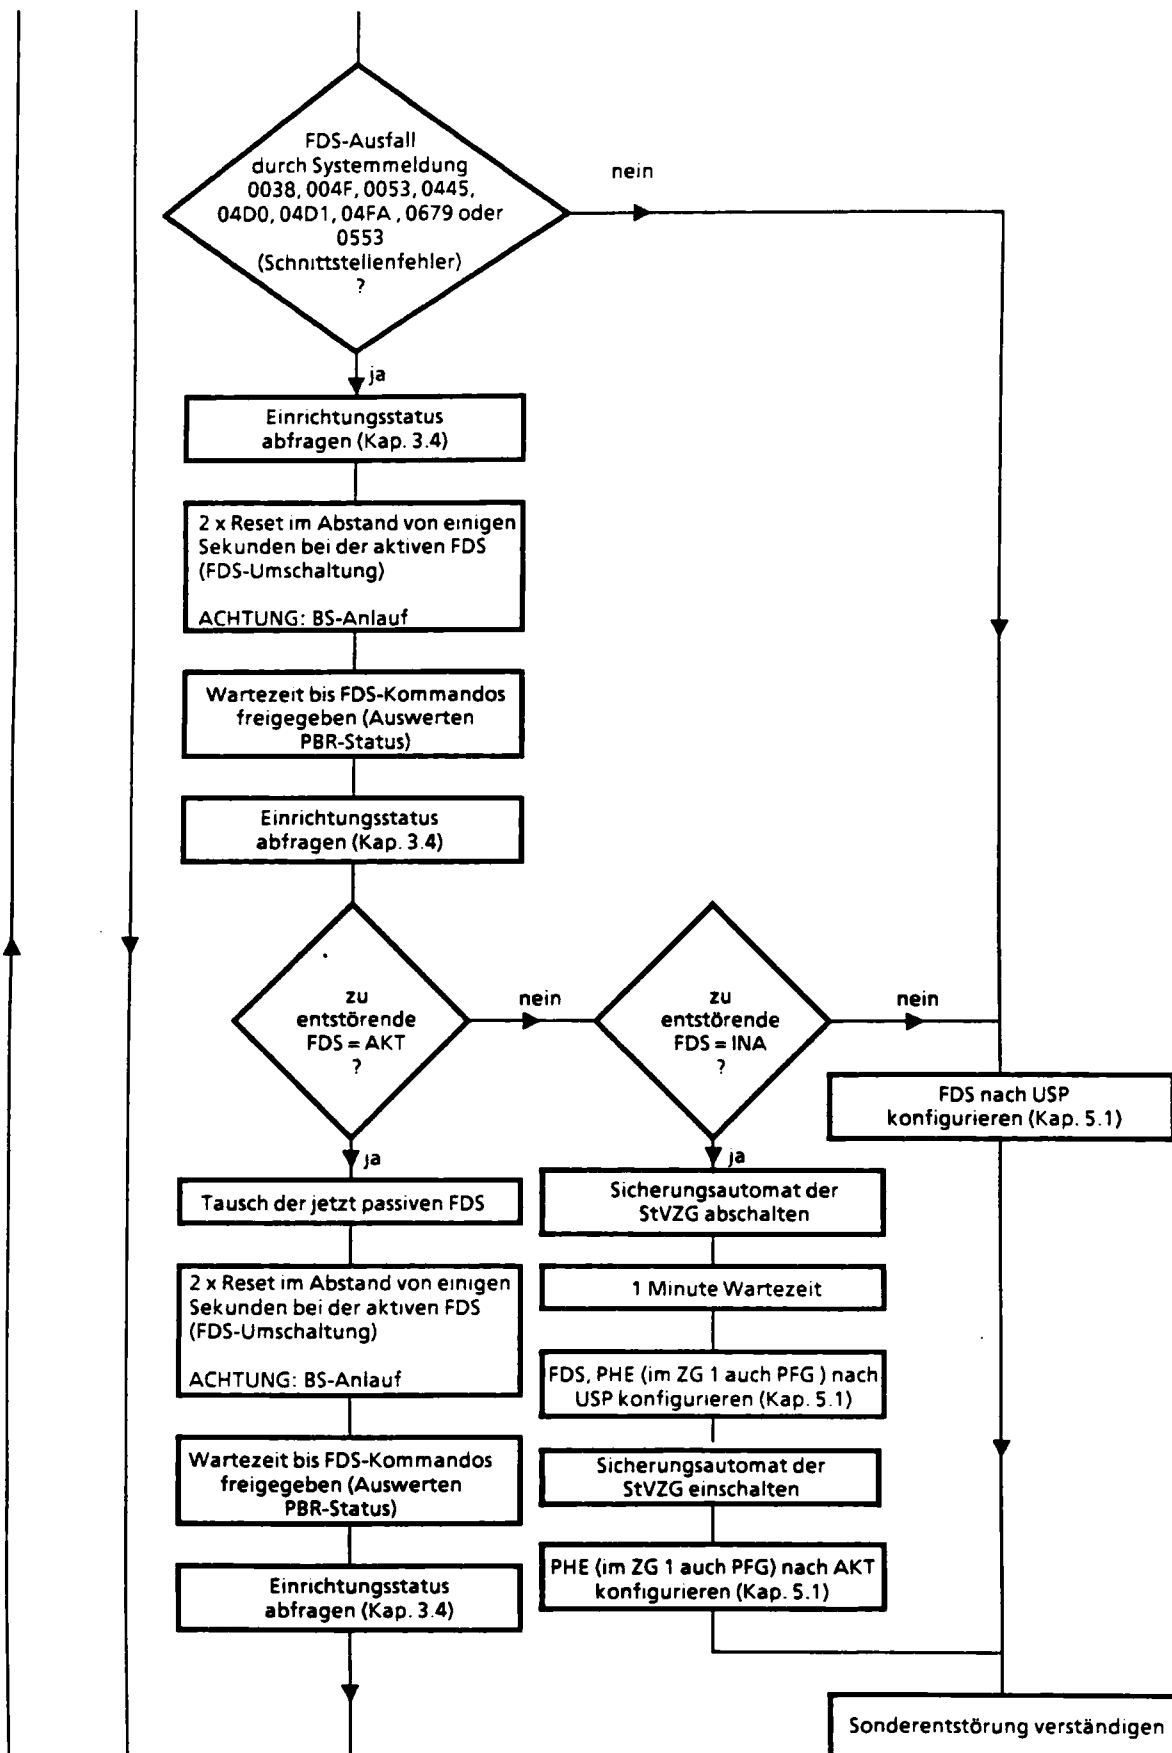 FDS-Ausfall
durch Systemmeldung
0038, 004F, 0053, 0445,
04D0, 04D1, 04FA , 0679 oder
0553
(Schnittstellenfehler)
?
nein
ja
Einrichtungsstatus
abfragen (Kap. 3.4)
2 x Reset im Abstand von einigen
Sekunden bei der aktiven FDS
(FDS-Umschaltung)
ACHTUNG: BS-Anlauf
Wartezeit bis FDS-Kommandos
freigegeben (Auswerten
PBR-Status)
Einrichtungsstatus
abfragen (Kap. 3.4)
zu
entstörende
FDS = AKT
?
nein
zu
entstörende
FDS = INA
?
nein
FDS nach USP
konfigurieren (Kap. 5.1)
ja
Tausch der jetzt passiven FDS
2 x Reset im Abstand von einigen
Sekunden bei der aktiven FDS
(FDS-Umschaltung)
ACHTUNG: BS-Anlauf
Wartezeit bis FDS-Kommandos
freigegeben (Auswerten
PBR-Status)
Einrichtungsstatus
abfragen (Kap. 3.4)
ja
Sicherungsautomat der
StVZG abschalten
1 Minute Wartezeit
FDS, PHE (im ZG 1 auch PFG ) nach
USP konfigurieren (Kap. 5.1)
Sicherungsautomat der
StVZG einschalten
PHE (im ZG 1 auch PFG) nach AKT
konfigurieren (Kap. 5.1)
Sonderentstörung verständigen